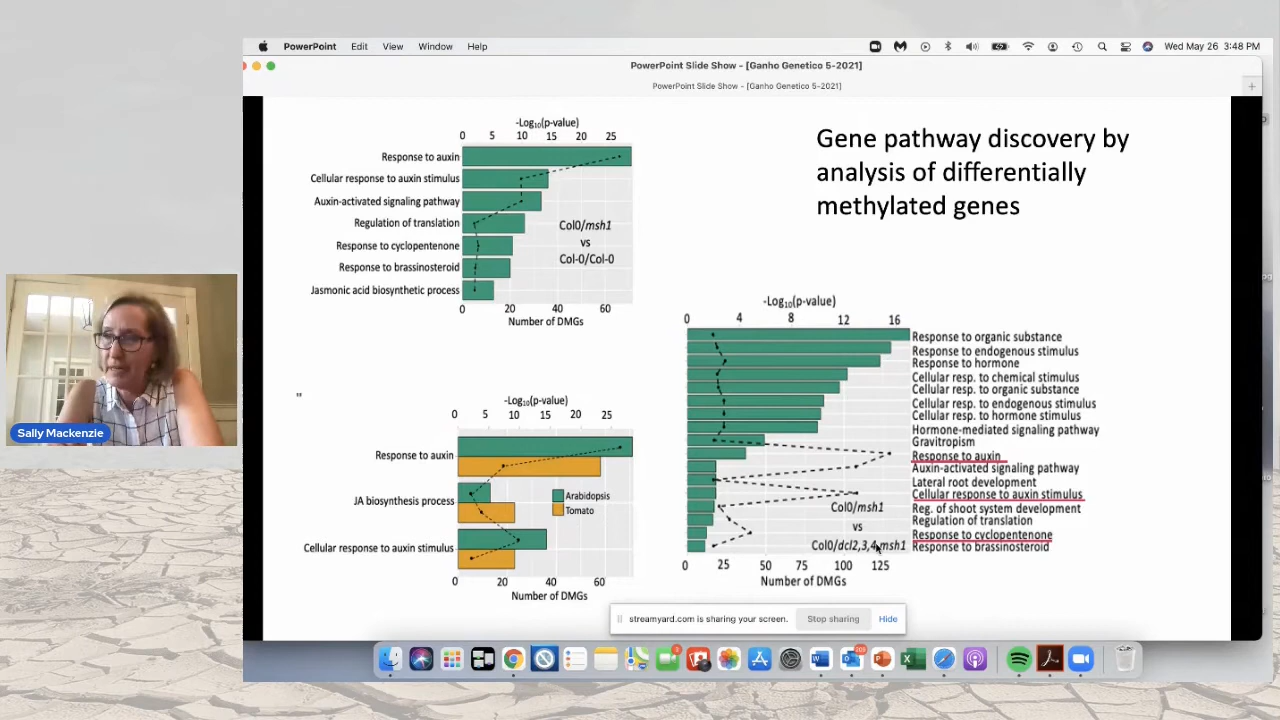 PowerPoint Edit View Window Help
Wed May 26 3:48 PM
PowerPoint Slide Show - [Ganho Genetico 5-2021]
PowerPoint Slide Show - [Ganho Genetico 5-2021]
Gene pathway discovery by
analysis of differentially
methylated genes
-Log10(p-value)
0 5 10 15 20 25
Response to auxin
Cellular response to auxin stimulus
Auxin-activated signaling pathway
Regulation of translation
Response to cyclopentenone
Response to brassinosteroid
Jasmonic acid biosynthetic process
Col0/msh1
vs
Col-0/Col-0
0 20 40 60
Number of DMGs
"
-Log10(p-value)
0 5 10 15 20 25
Response to auxin
JA biosynthesis process
Cellular response to auxin stimulus
Arabidopsis
Tomato
0 20 40 60
Number of DMGs
-Log10(p-value)
0 4 8 12 16
Response to organic substance
Response to endogenous stimulus
Response to hormone
Cellular resp. to chemical stimulus
Cellular resp. to organic substance
Cellular resp. to endogenous stimulus
Cellular resp. to hormone stimulus
Hormone-mediated signaling pathway
Gravitropism
Response to auxin
Auxin-activated signaling pathway
Lateral root development
Cellular response to auxin stimulus
Reg. of shoot system development
Regulation of translation
Response to cyclopentenone
Response to brassinosteroid
Col0/msh1
vs
Col0/dcl2,3,4,msh1
0 25 50 75 100 125
Number of DMGs
Sally Mackenzie
streamyard.com is sharing your screen. Stop sharing Hide